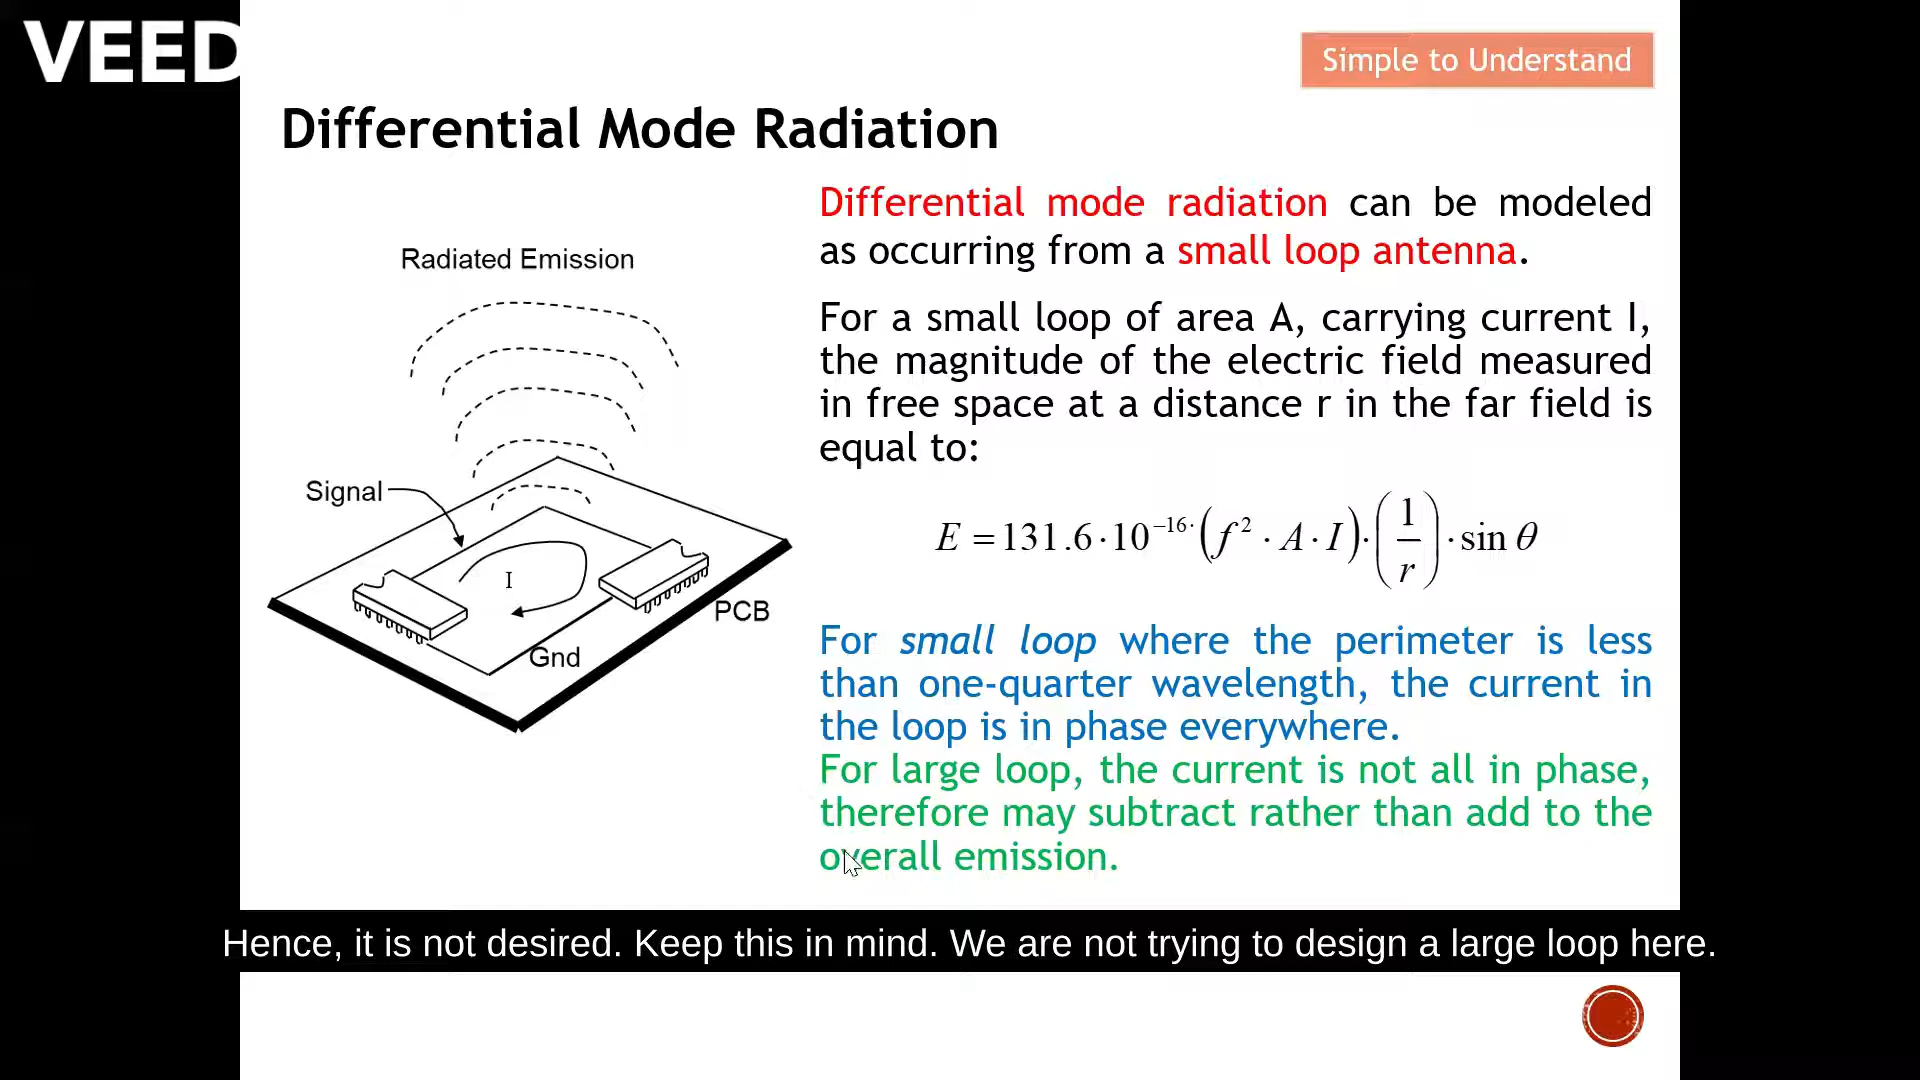 VEED
Simple to Understand
Differential Mode Radiation
Differential mode radiation can be modeled
as occurring from a small loop antenna.
Radiated Emission
For a small loop of area A, carrying current I,
the magnitude of the electric field measured
in free space at a distance r in the far field is
equal to:
Signal
E = 131.6·10⁻¹⁶·(f² · A · I)·(1/r)· sin θ
I
PCB
Gnd
For small loop where the perimeter is less
than one-quarter wavelength, the current in
the loop is in phase everywhere.
For large loop, the current is not all in phase,
therefore may subtract rather than add to the
overall emission.
Hence, it is not desired. Keep this in mind. We are not trying to design a large loop here.